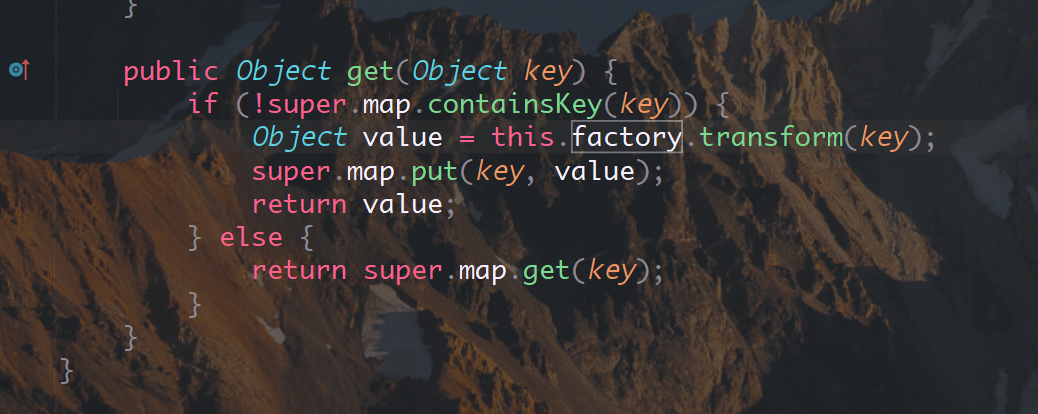 }
public Object get(Object key) {
if (!super.map.containsKey(key)) {
Object value = this.factory.transform(key);
super.map.put(key, value);
return value;
} else {
return super.map.get(key);
}
}
}